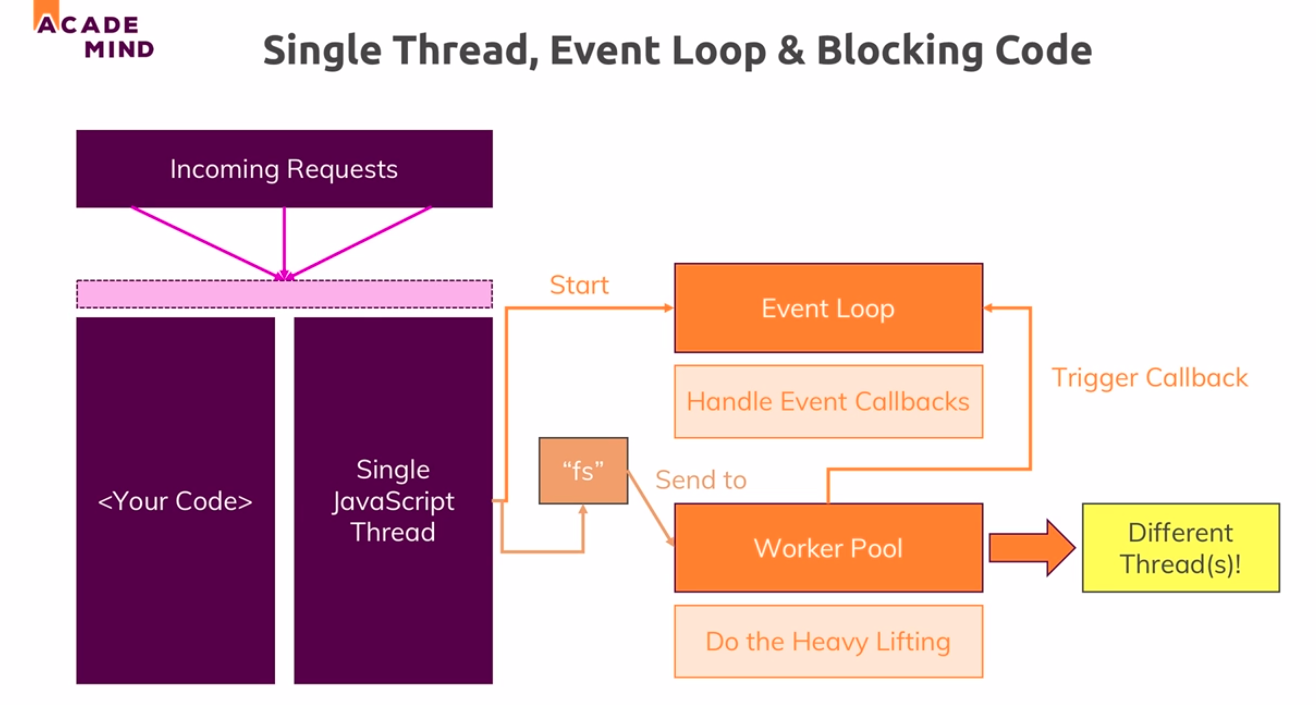 ACADE
MIND
Single Thread, Event Loop & Blocking Code
Incoming Requests
<Your Code>
Single
JavaScript
Thread
Start
Event Loop
Handle Event Callbacks
Trigger Callback
“fs”
Send to
Worker Pool
Do the Heavy Lifting
Different
Thread(s)!